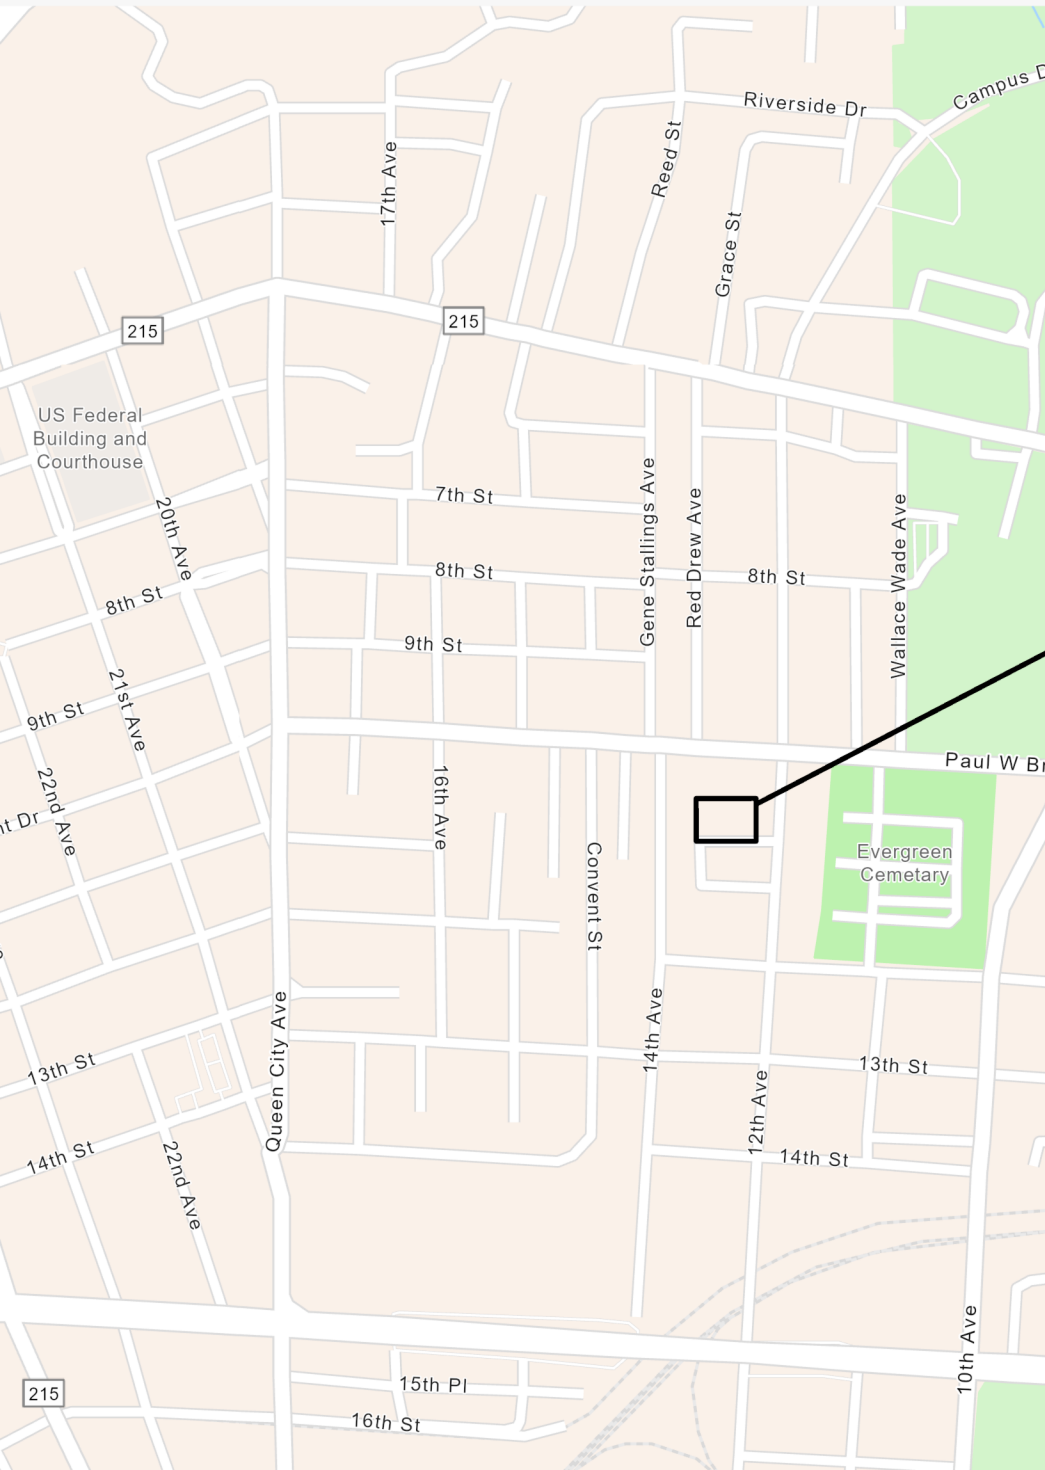 Campus D
Riverside Dr
Reed St
17th Ave
Grace St
215
215
US Federal
Building and
Courthouse
7th St
Gene Stallings Ave
Red Drew Ave
Wallace Wade Ave
20th Ave
8th St
8th St
8th St
9th St
21st Ave
9th St
Paul W Br
22nd Ave
16th Ave
nt Dr
Convent St
Evergreen
Cemetary
Queen City Ave
14th Ave
13th St
13th St
12th Ave
14th St
14th St
22nd Ave
10th Ave
215
15th Pl
16th St